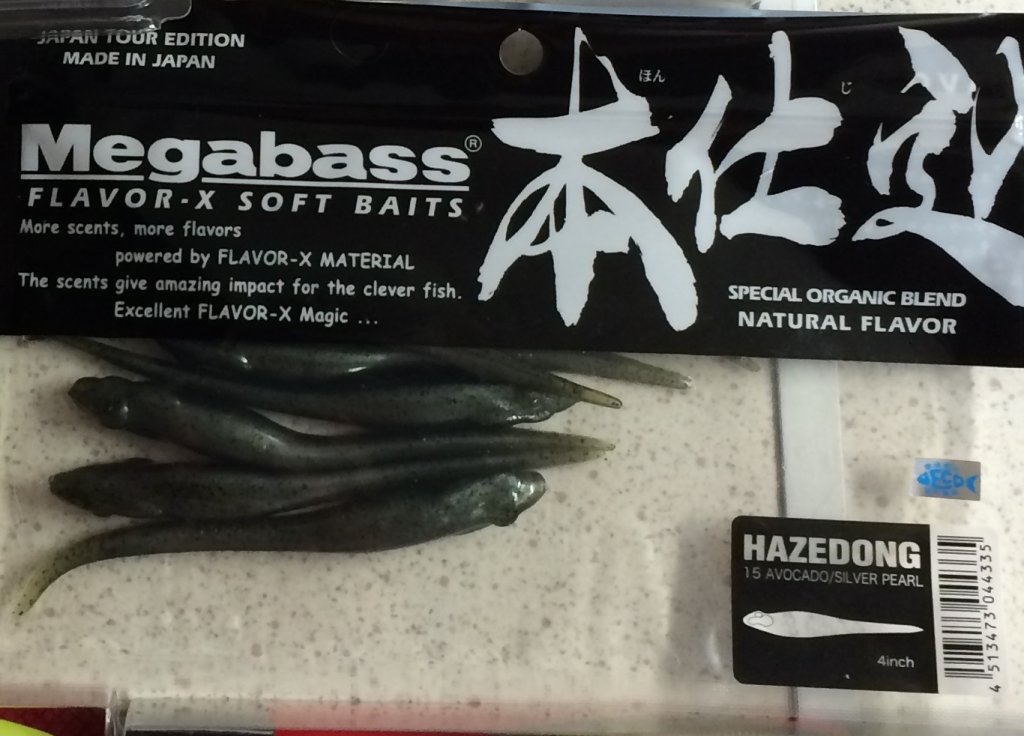 JAPAN TOUR EDITION
MADE IN JAPAN
Megabass®
FLAVOR-X SOFT BAITS
More scents, more flavors
powered by FLAVOR-X MATERIAL
The scents give amazing impact for the clever fish.
Excellent FLAVOR-X Magic ...
ほん じ
本仕
SPECIAL ORGANIC BLEND
NATURAL FLAVOR
ECO
HAZEDONG
15 AVOCADO/SILVER PEARL
4inch
4 513473 044335